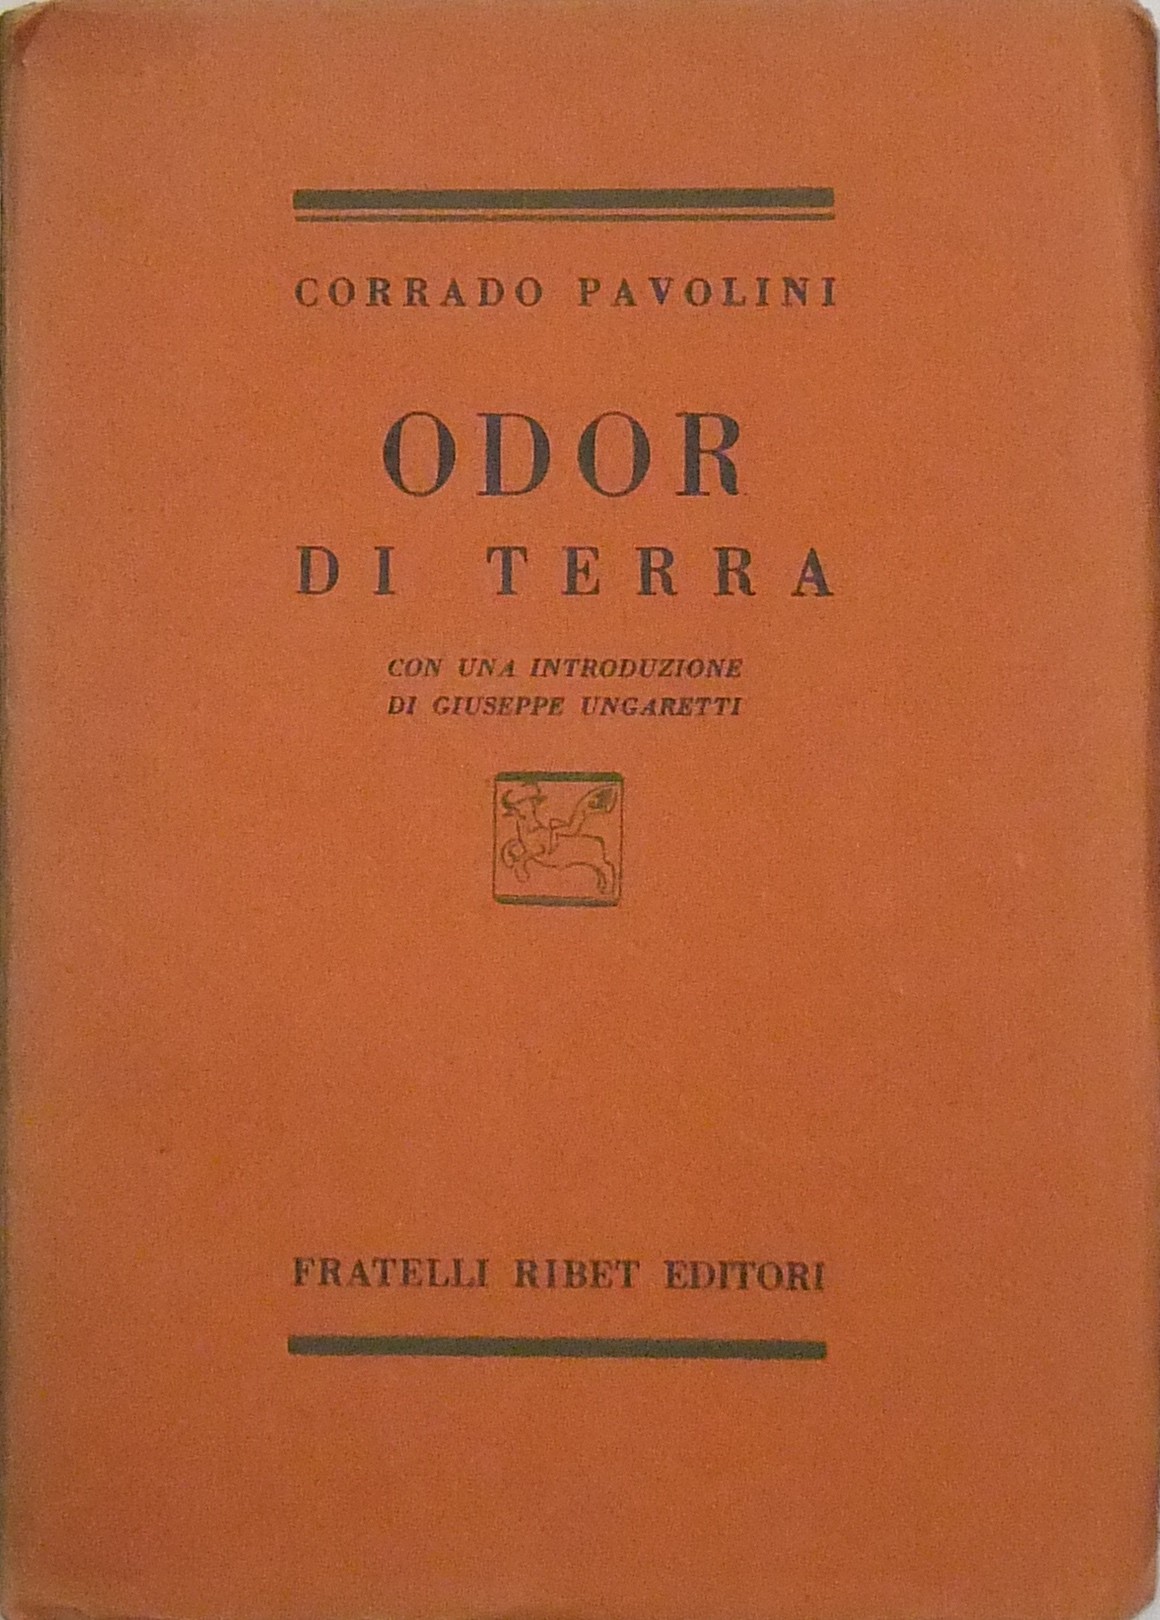 CORRADO PAVOLINI
ODOR
DI TERRA
CON UNA INTRODUZIONE
DI GIUSEPPE UNGARETTI
FRATELLI RIBET EDITORI